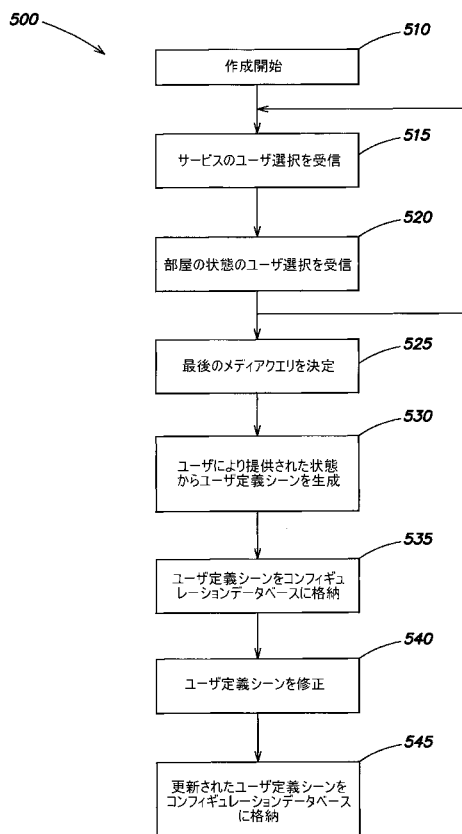 500
510
作成開始
515
サービスのユーザ選択を受信
520
部屋の状態のユーザ選択を受信
525
最後のメディアクエリを決定
530
ユーザにより提供された状態
からユーザ定義シーンを生成
535
ユーザ定義シーンをコンフィギュ
レーションデータベースに格納
540
ユーザ定義シーンを修正
545
更新されたユーザ定義シーンを
コンフィギュレーションデータベース
に格納